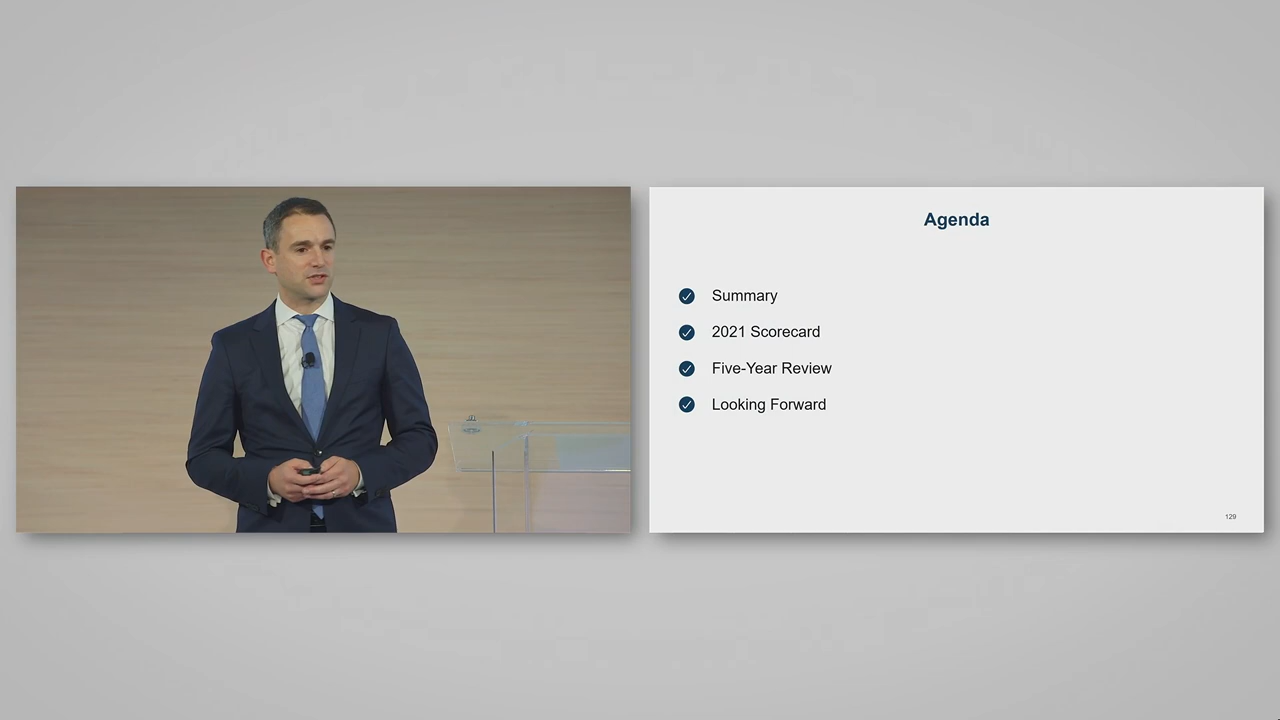 Agenda
Summary
2021 Scorecard
Five-Year Review
Looking Forward
129